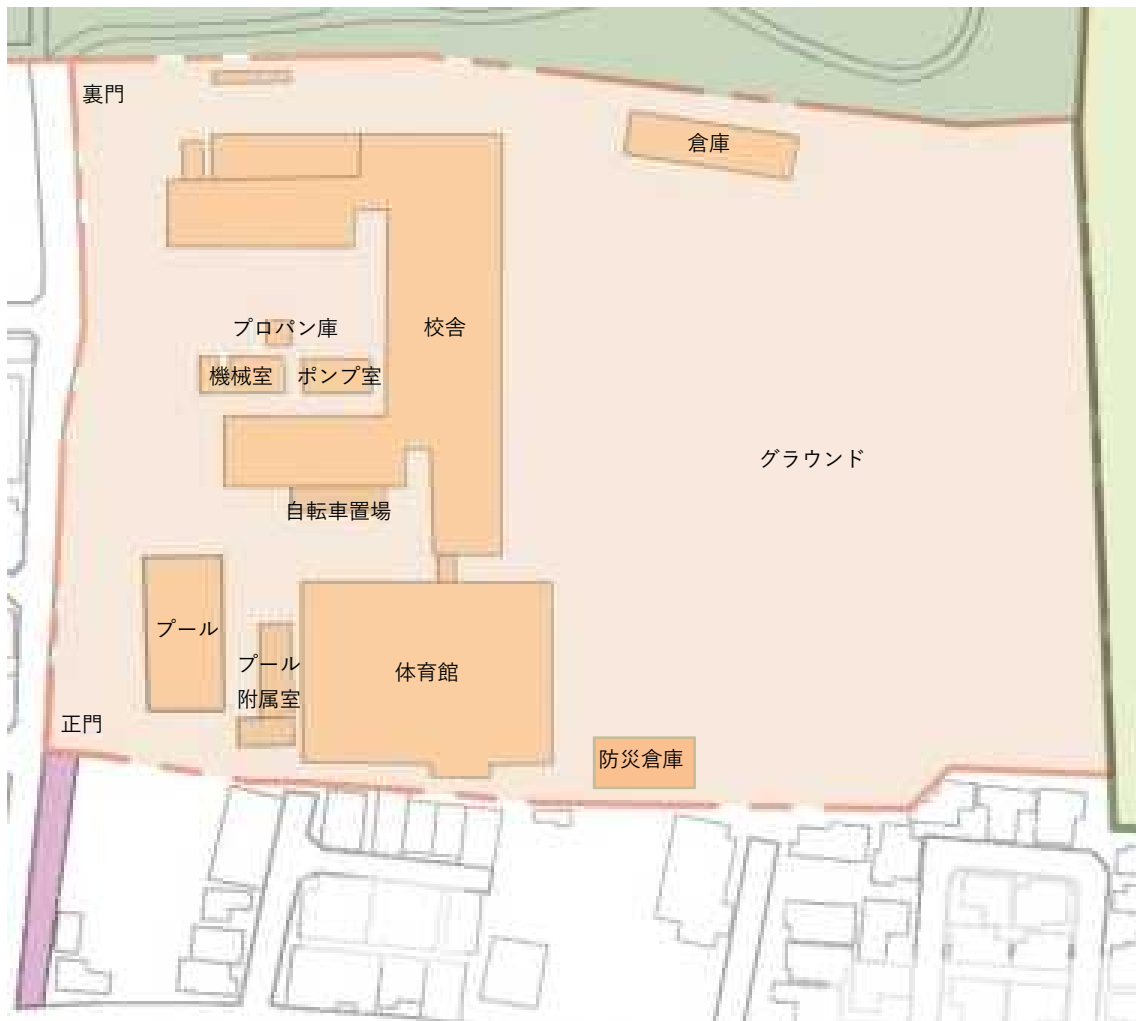 裏門
倉庫
プロパン庫
校舎
機械室
ポンプ室
グラウンド
自転車置場
プール
プール
附属室
体育館
正門
防災倉庫